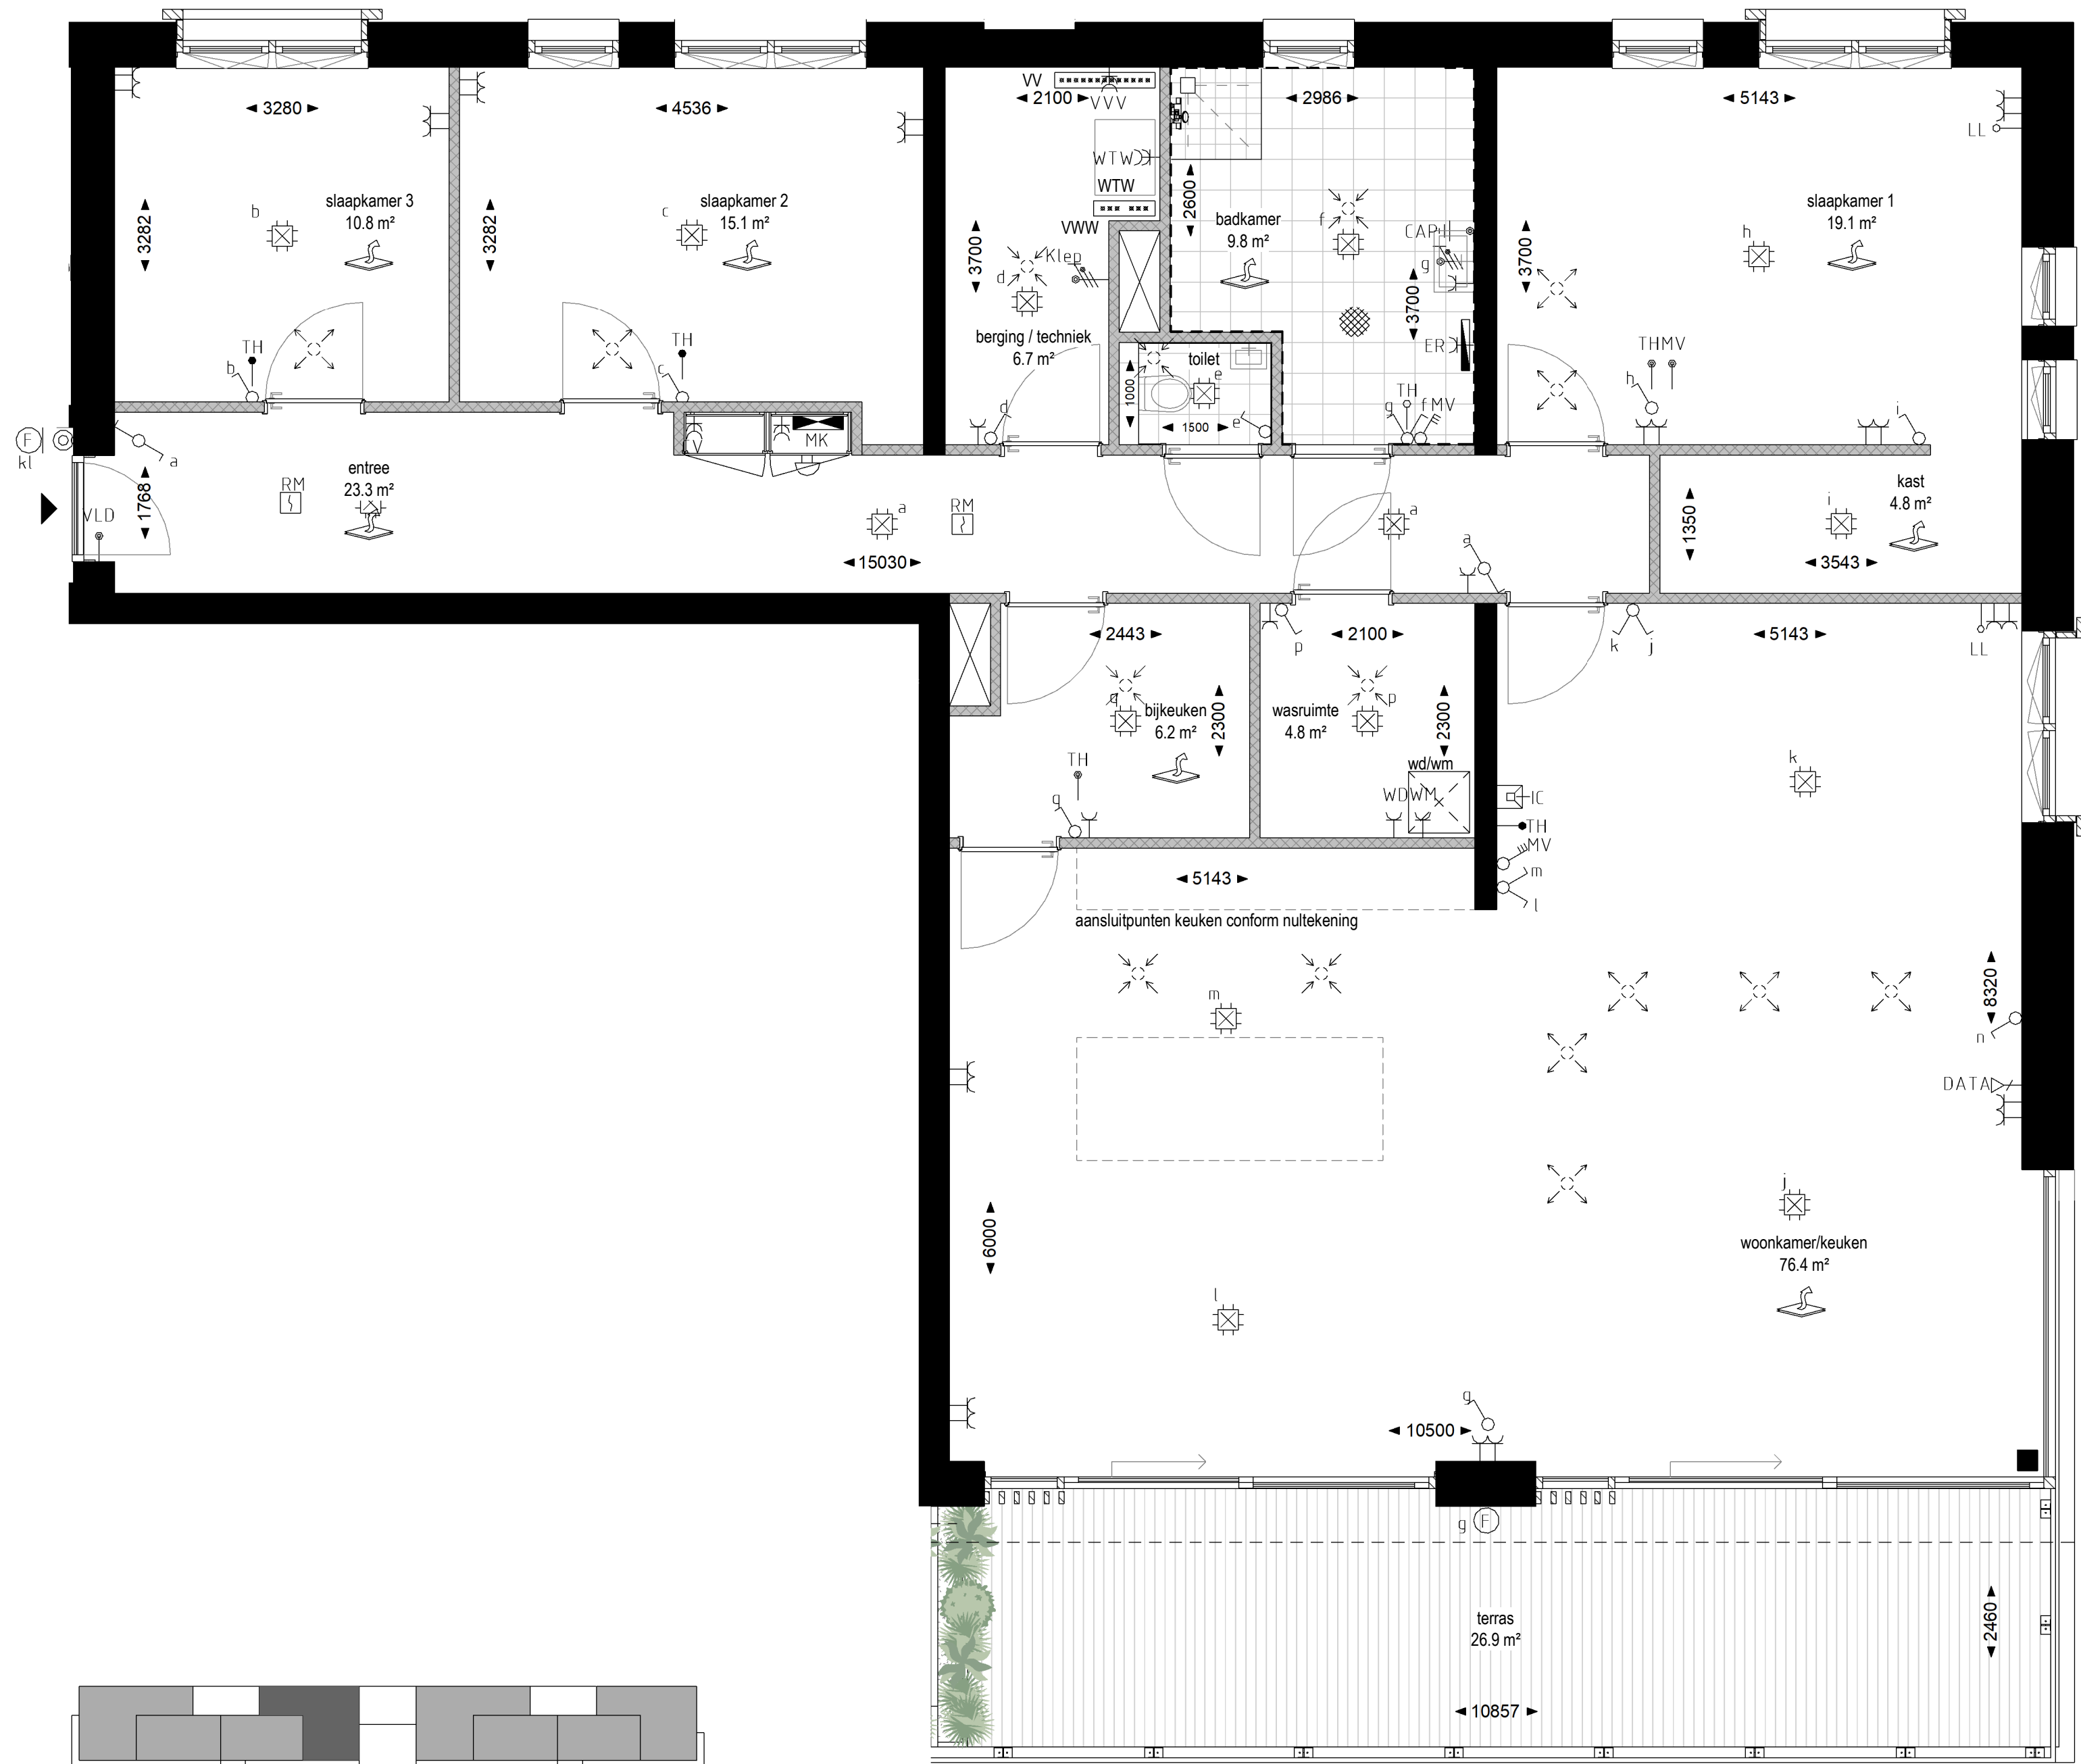 3280
4536
VV
2100
VVV
2986
5143
LL
WTW
WTW
VWW
slaapkamer 3
10.8 m²
b
3282
slaapkamer 2
15.1 m²
c
3282
2600
badkamer
9.8 m²
f
CAP
g
slaapkamer 1
19.1 m²
h
3700
Klep
d
3700
3700
berging / techniek
6.7 m²
toilet
e
1000
1500
e
ER
THMV
h
TH
b
TH
c
d
TH
g
fMV
i
F
kl
a
V
MK
entree
23.3 m²
RM
1768
VLD
a
RM
a
15030
a
kast
4.8 m²
i
1350
3543
2443
p
2100
k
j
5143
LL
q
bijkeuken
6.2 m²
2300
wasruimte
4.8 m²
p
2300
TH
q
wd/wm
WDWM
k
IC
TH
MV
m
l
5143
aansluitpunten keuken conform nultekening
m
8320
n
DATA
j
woonkamer/keuken
76.4 m²
6000
l
g
10500
g
F
terras
26.9 m²
2460
10857